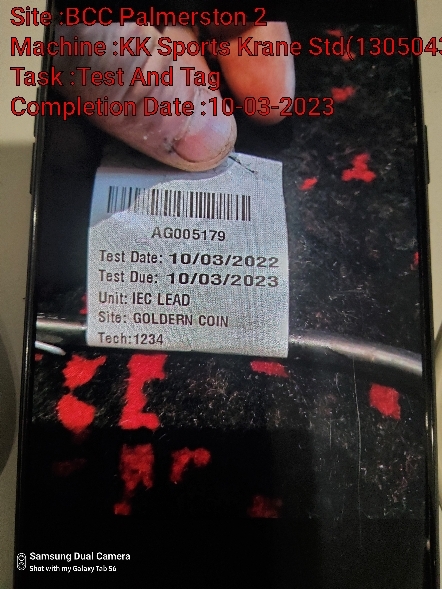 Site :BCC Palmerston 2
Machine :KK Sports Krane Std(130504
Task :Test And Tag
Completion Date :10-03-2023
AG005179
Test Date: 10/03/2022
Test Due: 10/03/2023
Unit: IEC LEAD
Site: GOLDERN COIN
Tech:1234
Samsung Dual Camera
Shot with my Galaxy Tab S6